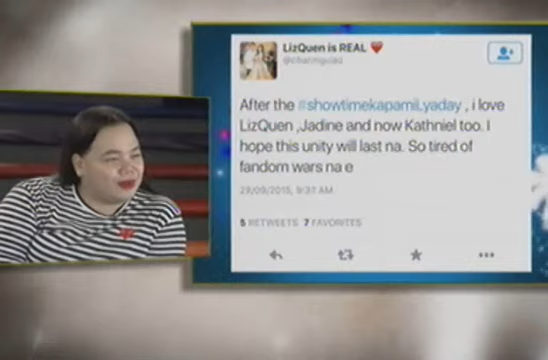 LizQuen is REAL ❤
After the #showtimekapamiLyaday , i love
LizQuen ,Jadine and now Kathniel too. I
hope this unity will last na. So tired of
fandom wars na e
29/09/2015, 9:37 AM
5 RETWEETS 7 FAVORITES